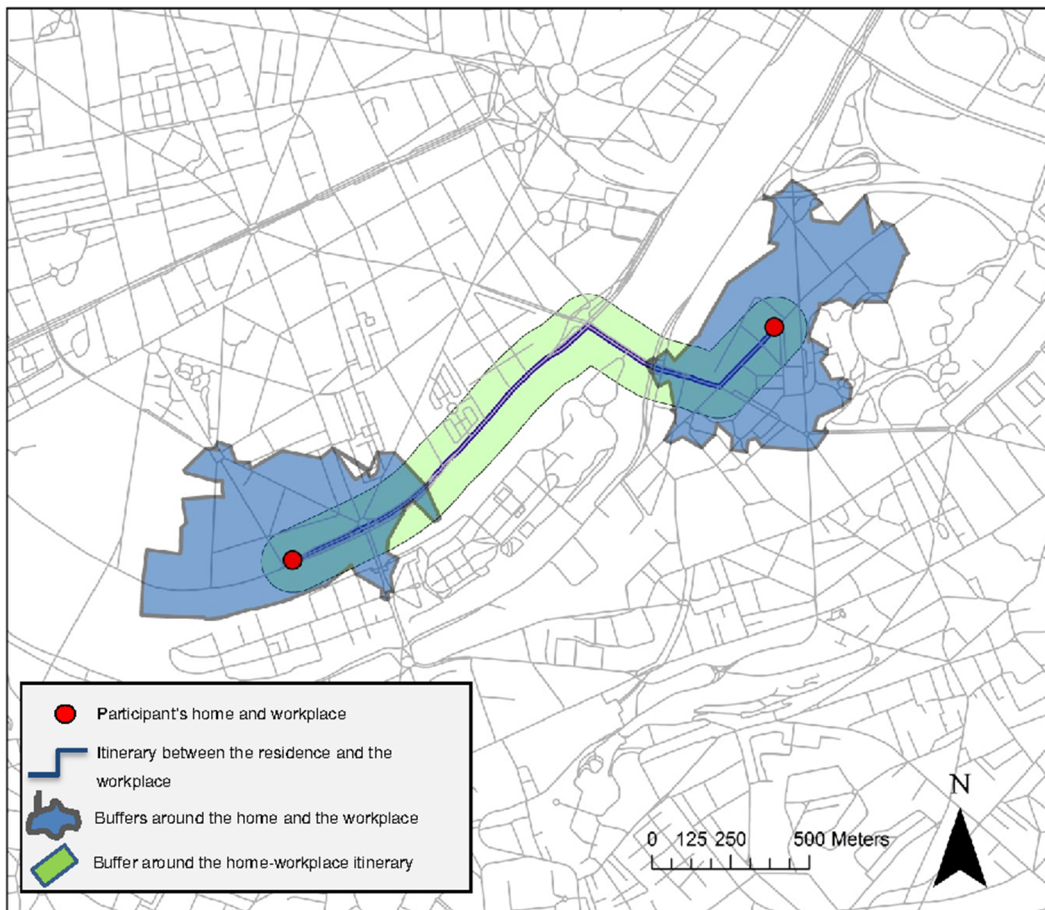 Participant's home and workplace
Itinerary between the residence and the
workplace
Buffers around the home and the workplace
Buffer around the home-workplace itinerary
0 125 250 500 Meters
N